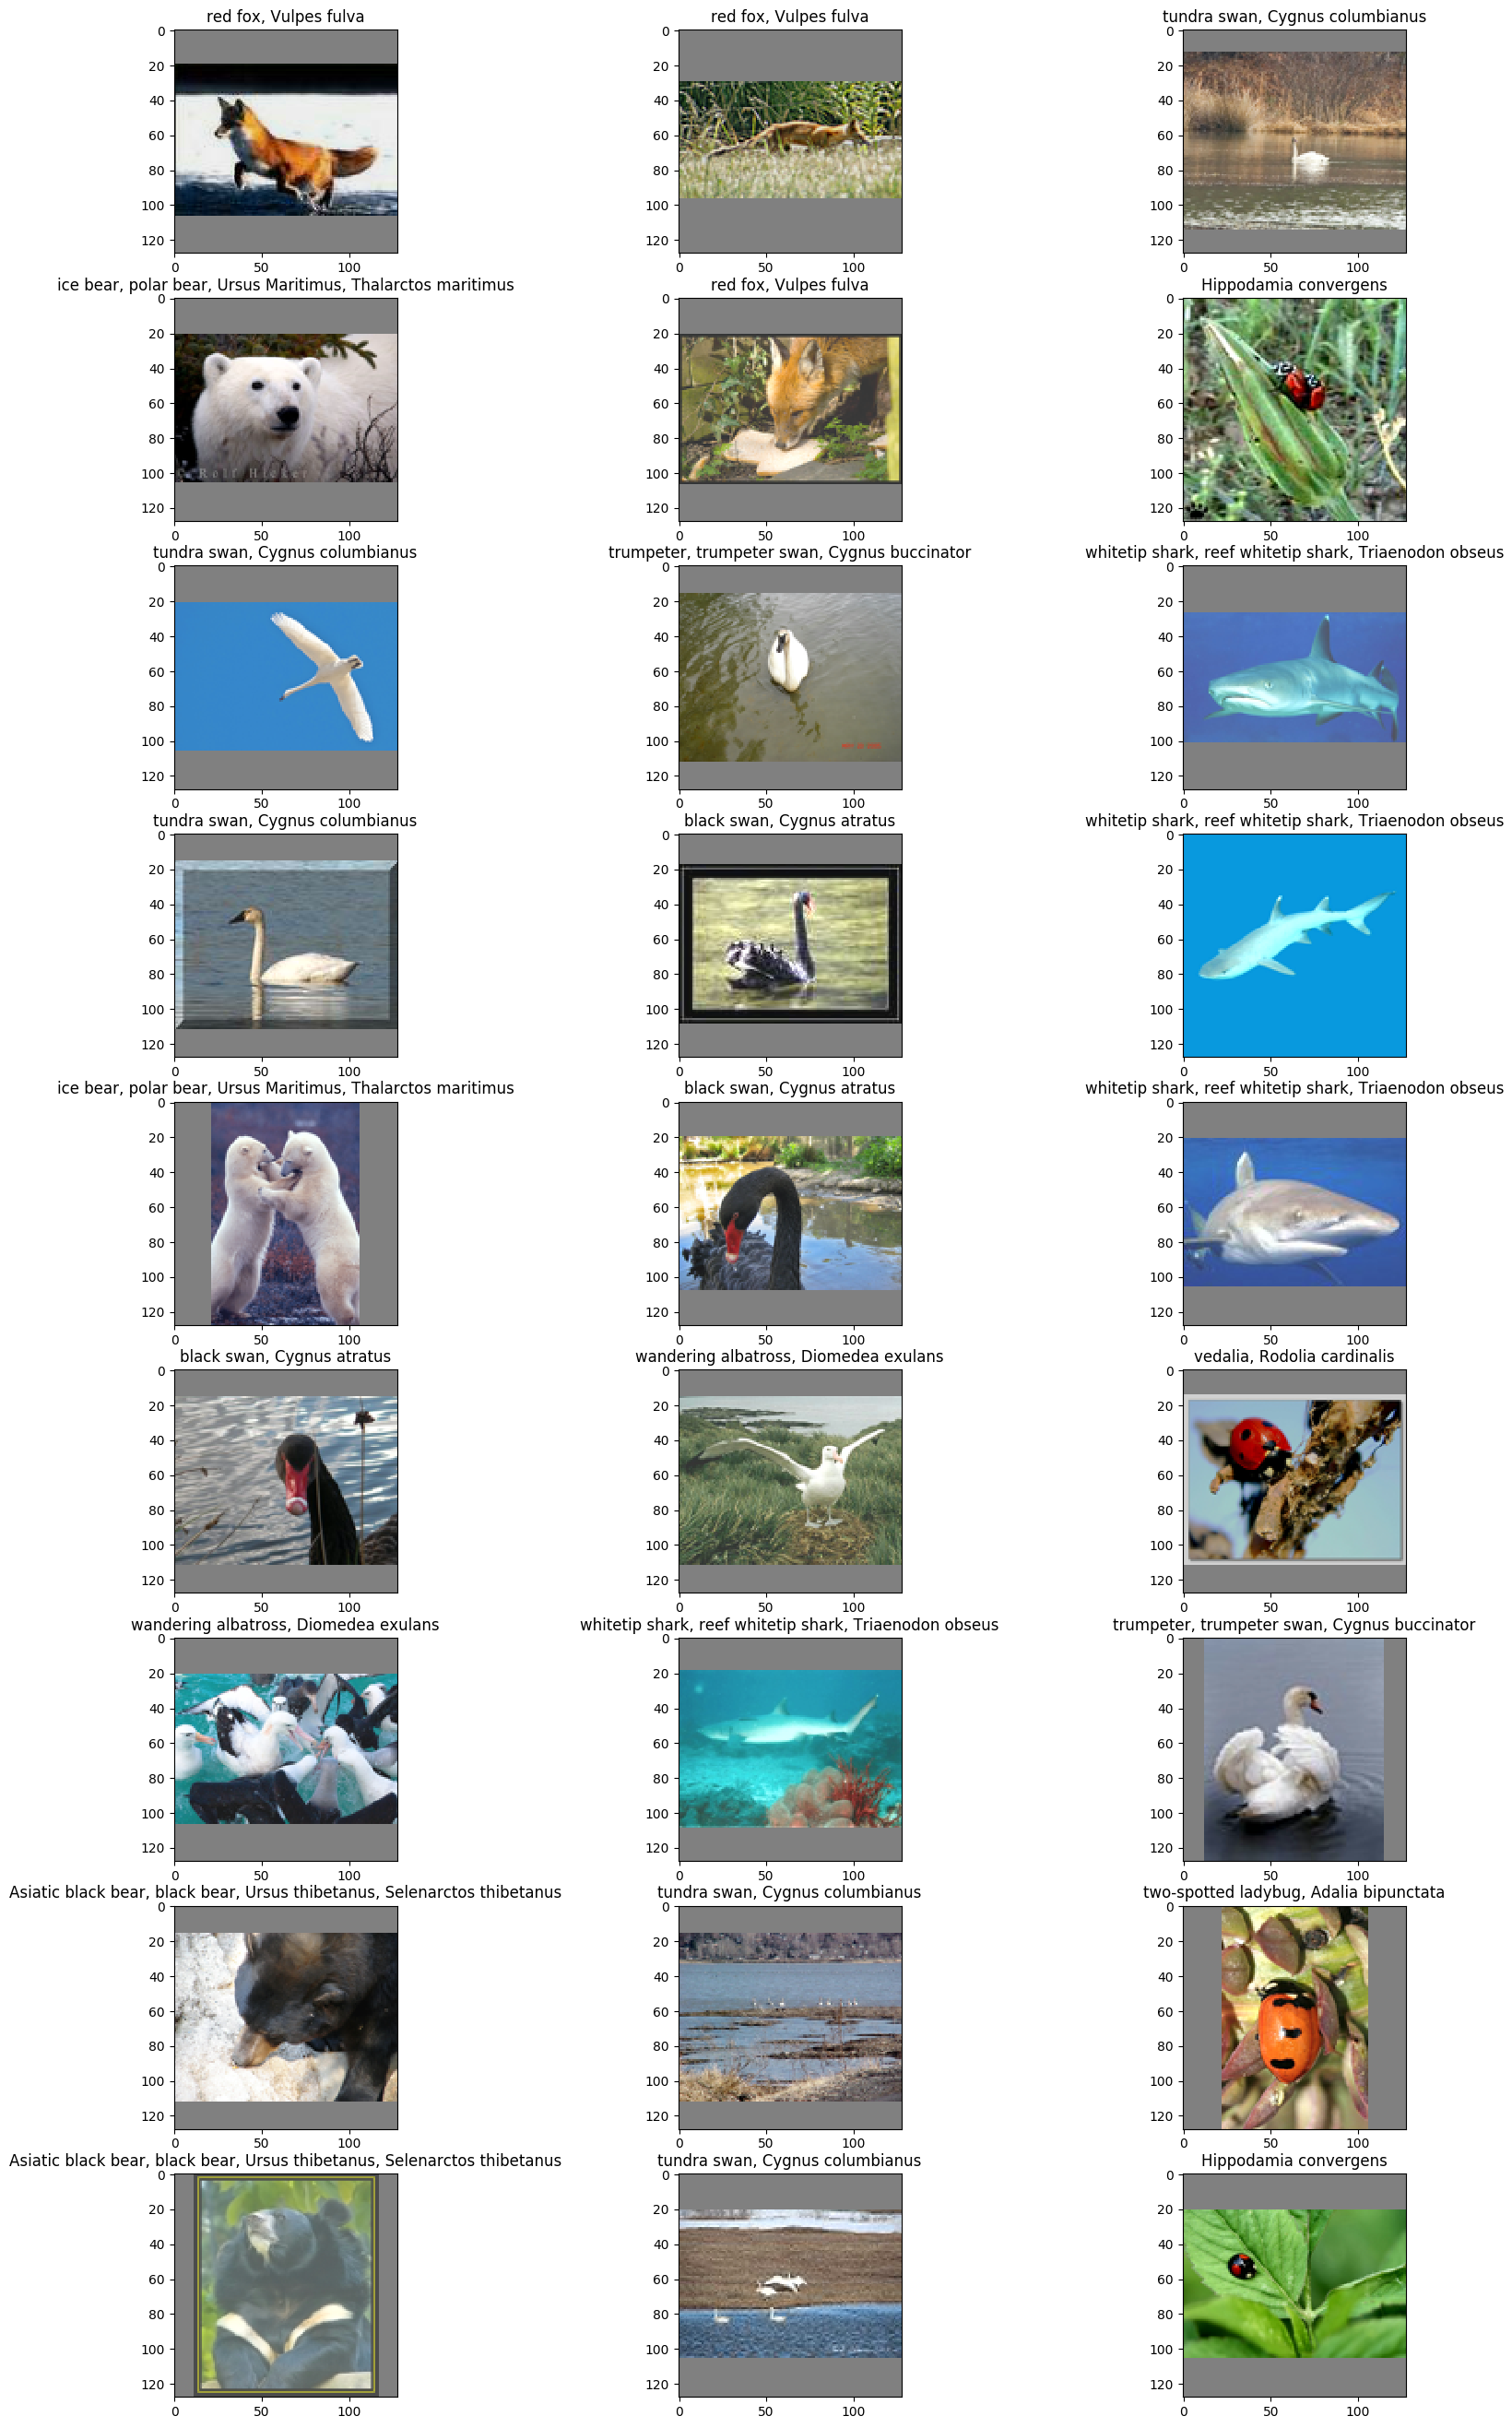 red fox, Vulpes fulva red fox, Vulpes fulva tundra swan, Cygnus columbianus
0 0 0
20 20 20
40 40 40
60 60 60
80 80 80
100 100 100
120 120 120
0 50 100 0 50 100 0 50 100
ice bear, polar bear, Ursus Maritimus, Thalarctos maritimus red fox, Vulpes fulva Hippodamia convergens
0 0 0
20 20 20
40 40 40
60 60 60
80 80 80
100 Rolf Hicker 100 100
120 120 120
0 50 100 0 50 100 0 50 100
tundra swan, Cygnus columbianus trumpeter, trumpeter swan, Cygnus buccinator whitetip shark, reef whitetip shark, Triaenodon obseus
0 0 0
20 20 20
40 40 40
60 60 60
80 80 80
100 100 100
120 120 120
0 50 100 0 50 100 0 50 100
tundra swan, Cygnus columbianus black swan, Cygnus atratus whitetip shark, reef whitetip shark, Triaenodon obseus
0 0 0
20 20 20
40 40 40
60 60 60
80 80 80
100 100 100
120 120 120
0 50 100 0 50 100 0 50 100
ice bear, polar bear, Ursus Maritimus, Thalarctos maritimus black swan, Cygnus atratus whitetip shark, reef whitetip shark, Triaenodon obseus
0 0 0
20 20 20
40 40 40
60 60 60
80 80 80
100 100 100
120 120 120
0 50 100 0 50 100 0 50 100
black swan, Cygnus atratus wandering albatross, Diomedea exulans vedalia, Rodolia cardinalis
0 0 0
20 20 20
40 40 40
60 60 60
80 80 80
100 100 100
120 120 120
0 50 100 0 50 100 0 50 100
wandering albatross, Diomedea exulans whitetip shark, reef whitetip shark, Triaenodon obseus trumpeter, trumpeter swan, Cygnus buccinator
0 0 0
20 20 20
40 40 40
60 60 60
80 80 80
100 100 100
120 120 120
0 50 100 0 50 100 0 50 100
Asiatic black bear, black bear, Ursus thibetanus, Selenarctos thibetanus tundra swan, Cygnus columbianus two-spotted ladybug, Adalia bipunctata
0 0 0
20 20 20
40 40 40
60 60 60
80 80 80
100 100 100
120 120 120
0 50 100 0 50 100 0 50 100
Asiatic black bear, black bear, Ursus thibetanus, Selenarctos thibetanus tundra swan, Cygnus columbianus Hippodamia convergens
0 0 0
20 20 20
40 40 40
60 60 60
80 80 80
100 100 100
120 120 120
0 50 100 0 50 100 0 50 100